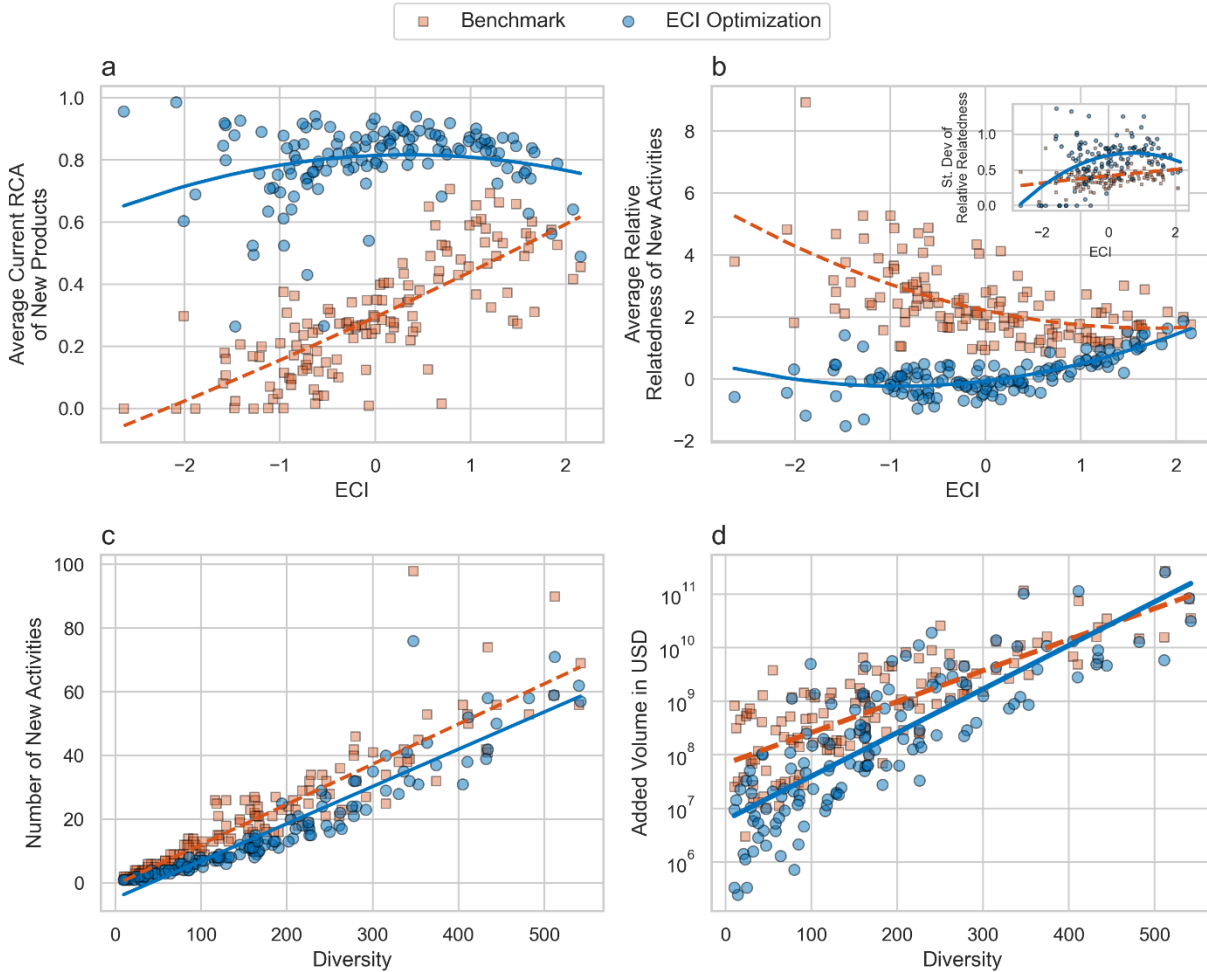 Benchmark
ECI Optimization
a
Average Current RCA
of New Products
1.0
0.8
0.6
0.4
0.2
0.0
−2
−1
0
1
2
ECI
b
Average Relative
Relatedness of New Activities
8
6
4
2
0
−2
−2
−1
0
1
2
ECI
St. Dev of
Relative Relatedness
1.0
0.5
0.0
−2
0
2
ECI
c
Number of New Activities
100
80
60
40
20
0
0
100
200
300
400
500
Diversity
d
Added Volume in USD
10¹¹
10¹⁰
10⁹
10⁸
10⁷
10⁶
0
100
200
300
400
500
Diversity